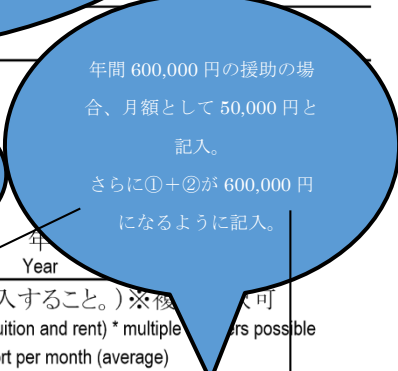 年間 600,000 円の援助の場
合、月額として 50,000 円と
記入。
さらに①＋②が 600,000 円
になるように記入。
年
Year
入すること。)※複 可
uition and rent) * multiple ers possible
rt per month (average)